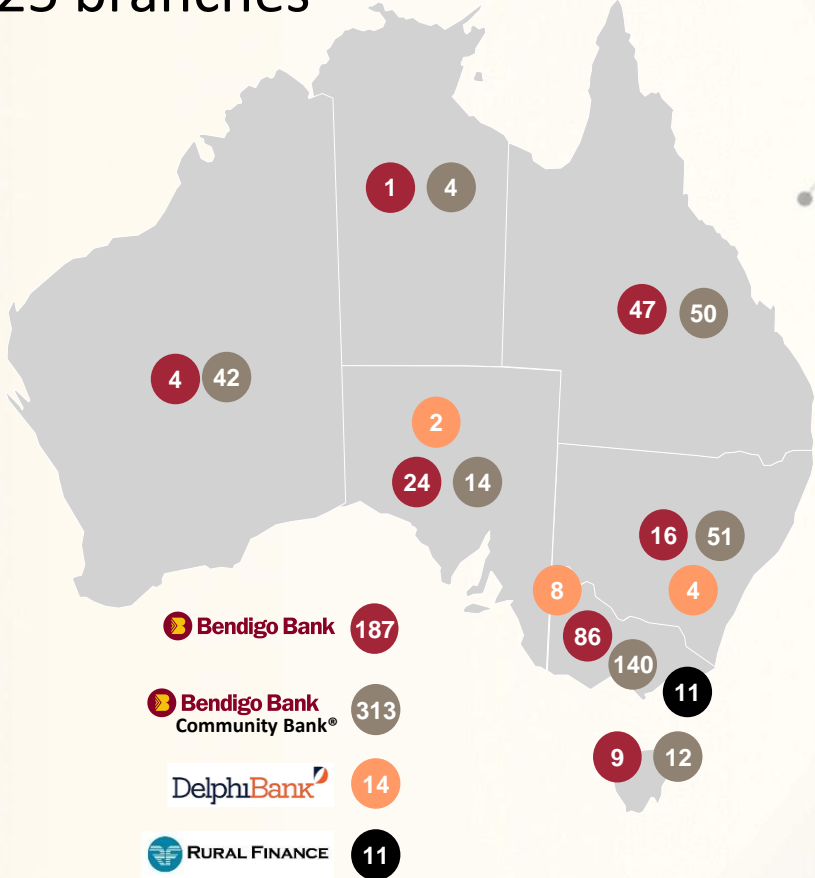 branches
1 4
47 50
4 42
2
24 14
16 51
8 4
86
140
11
9 12
Bendigo Bank 187
Bendigo Bank
Community Bank® 313
DelphiBank 14
RURAL FINANCE 11